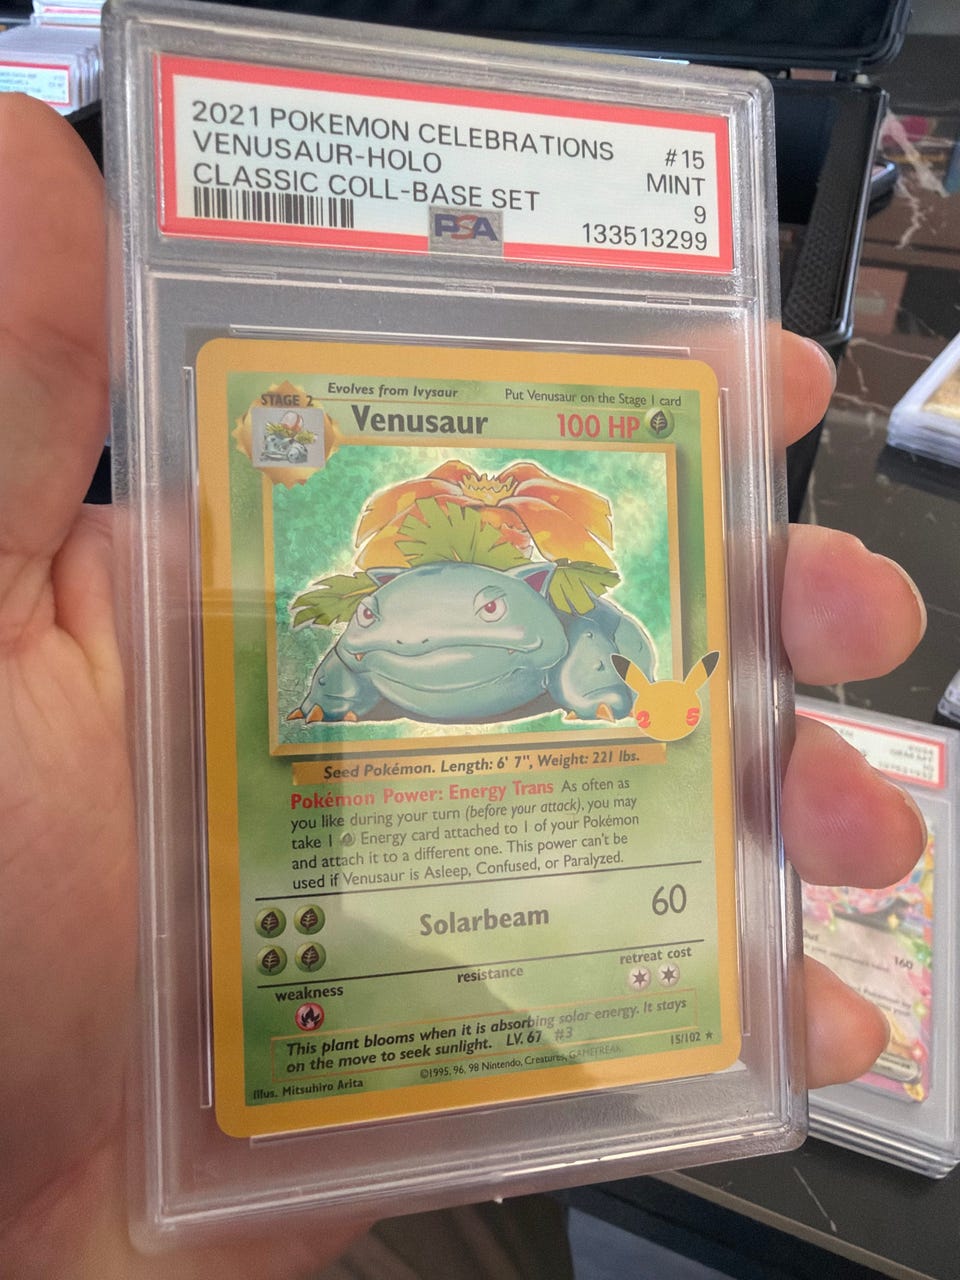 2021 POKEMON CELEBRATIONS
VENUSAUR-HOLO
CLASSIC COLL-BASE SET
#15
MINT
9
133513299
PSA
STAGE 2
Evolves from Ivysaur
Put Venusaur on the Stage 1 card
Venusaur
100 HP
2 5
Seed Pokémon. Length: 6' 7", Weight: 221 lbs.
Pokémon Power: Energy Trans As often as
you like during your turn (before your attack), you may
take 1 Energy card attached to 1 of your Pokémon
and attach it to a different one. This power can't be
used if Venusaur is Asleep, Confused, or Paralyzed.
Solarbeam
60
weakness
resistance
retreat cost
This plant blooms when it is absorbing solar energy. It stays
on the move to seek sunlight. LV. 67 #3
Illus. Mitsuhiro Arita
©1995, 96, 98 Nintendo, Creatures, GAMEFREAK
15/102 ★
160